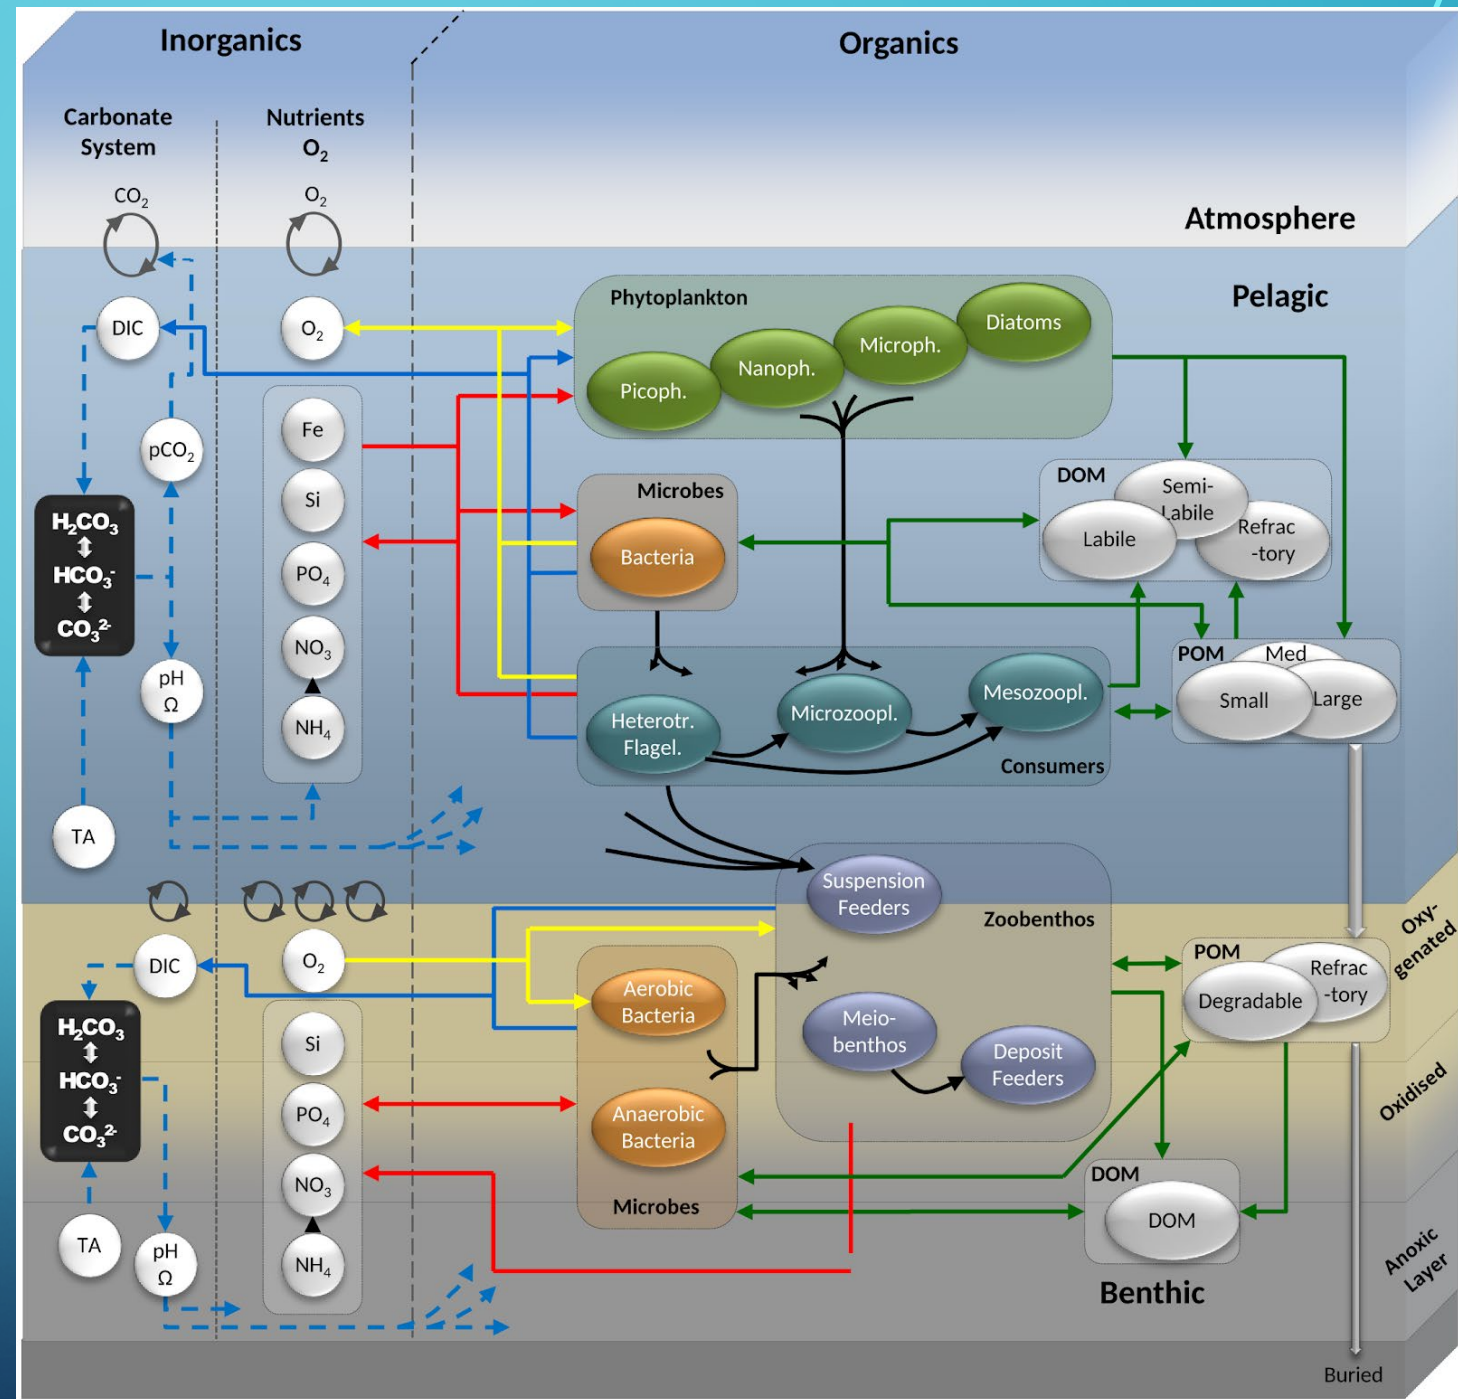 Inorganics
Organics
Carbonate
System
Nutrients
O₂
CO₂
O₂
Atmosphere
Pelagic
DIC
O₂
Phytoplankton
Picoph.
Nanoph.
Microph.
Diatoms
Fe
pCO₂
Si
PO₄
NO₃
NH₄
H₂CO₃
HCO₃⁻
CO₃²⁻
pH
Ω
TA
Microbes
Bacteria
DOM
Labile
Semi-
Labile
Refrac
-tory
POM
Small
Med
Large
Heterotr.
Flagel.
Microzoopl.
Mesozoopl.
Consumers
Suspension
Feeders
Zoobenthos
Meio-
benthos
Deposit
Feeders
DIC
O₂
H₂CO₃
HCO₃⁻
CO₃²⁻
Si
PO₄
NO₃
NH₄
TA
pH
Ω
Aerobic
Bacteria
Anaerobic
Bacteria
Microbes
POM
Degradable
Refrac
-tory
DOM
DOM
Benthic
Oxy-
genated
Oxidised
Anoxic
Layer
Buried